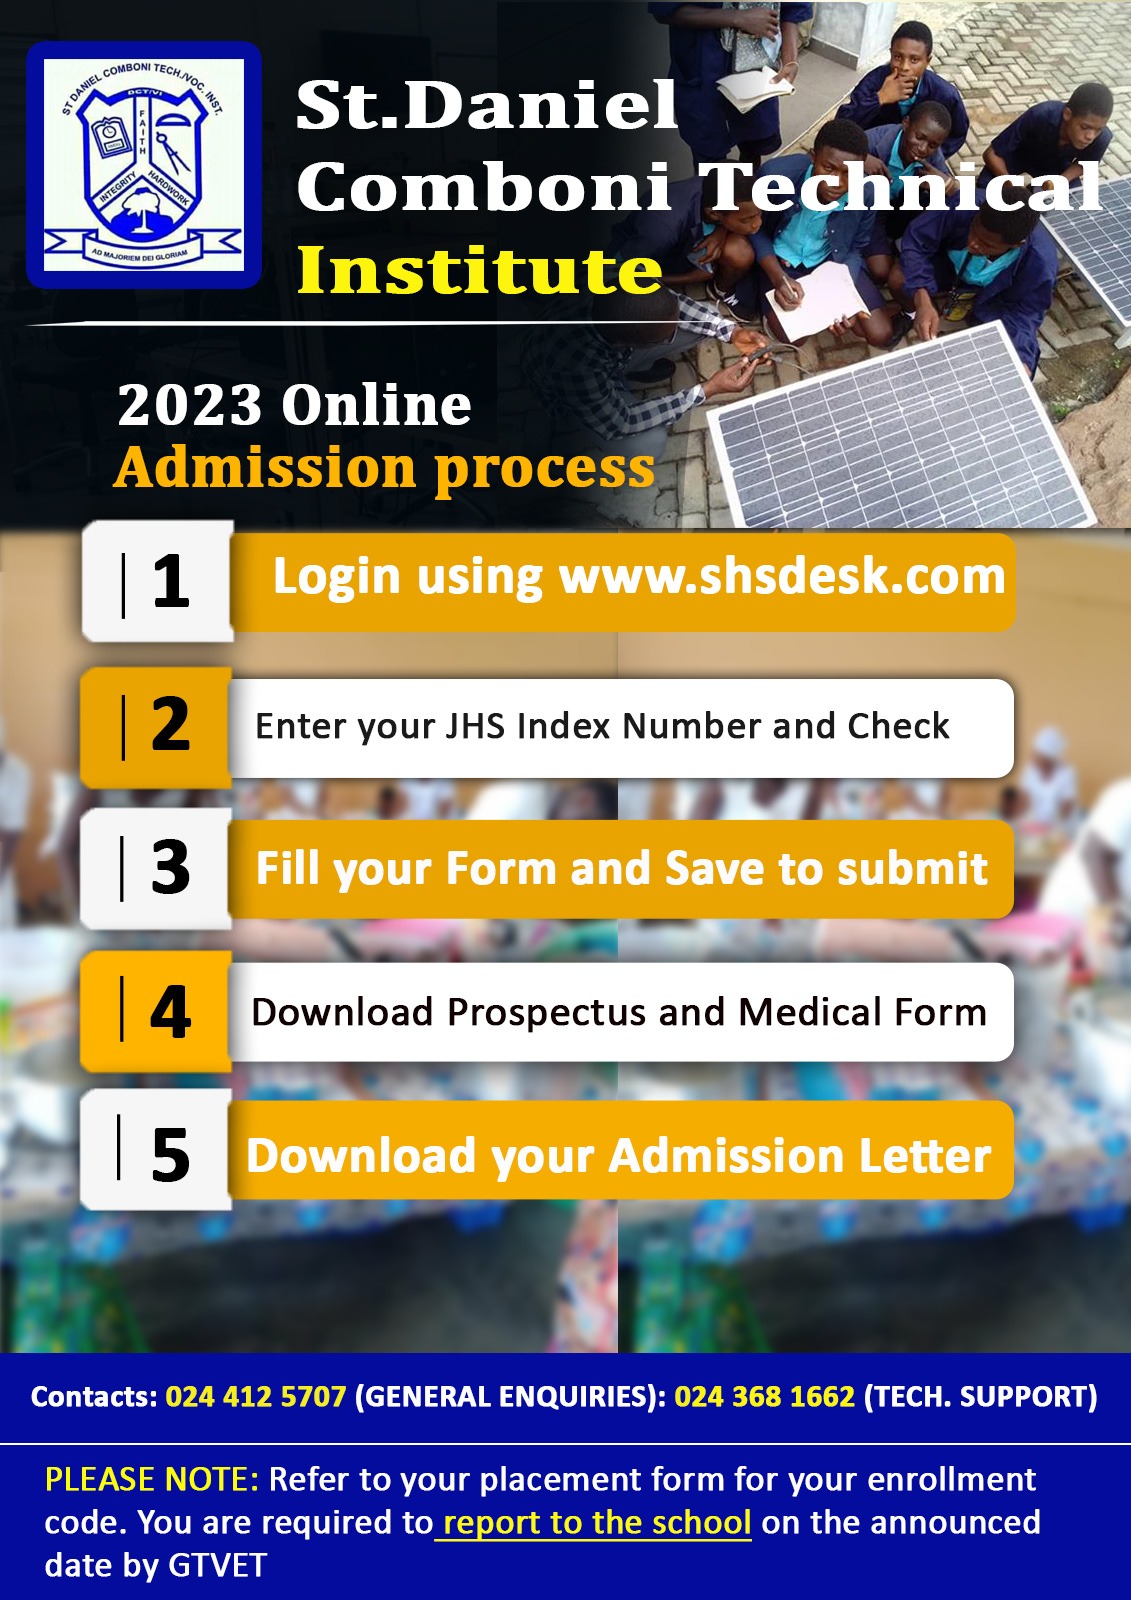 ST DANIEL COMBONI TECH./VOC. INST.
DCT/VI
FAITH
INTEGRITY
HARDWORK
AD MAJORIEM DEI GLORIAM
St.Daniel
Comboni Technical
Institute
2023 Online
Admission process
1
Login using www.shsdesk.com
2
Enter your JHS Index Number and Check
3
Fill your Form and Save to submit
4
Download Prospectus and Medical Form
5
Download your Admission Letter
Contacts: 024 412 5707 (GENERAL ENQUIRIES): 024 368 1662 (TECH. SUPPORT)
PLEASE NOTE: Refer to your placement form for your enrollment
code. You are required to report to the school on the announced
date by GTVET